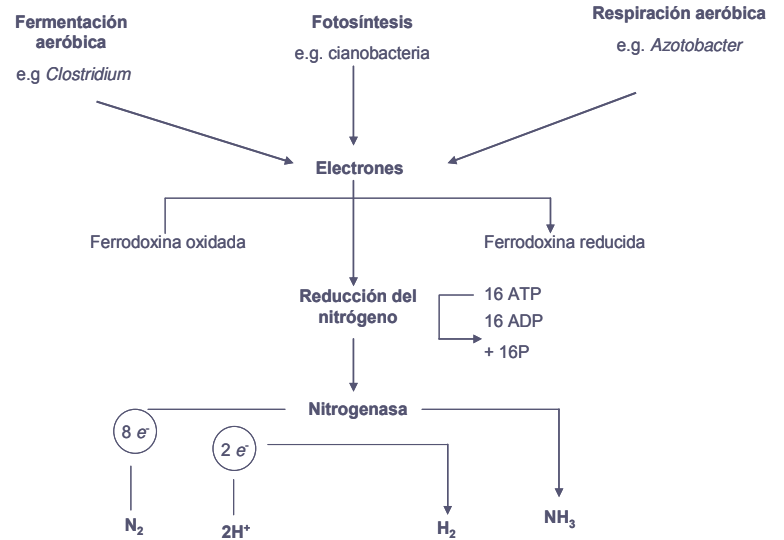 Fermentación
aeróbica
e.g Clostridium
Fotosíntesis
e.g. cianobacteria
Respiración aeróbica
e.g. Azotobacter
Electrones
Ferrodoxina oxidada
Ferrodoxina reducida
Reducción del
nitrógeno
16 ATP
16 ADP
+ 16P
Nitrogenasa
8 e⁻
2 e⁻
N₂
2H⁺
H₂
NH₃